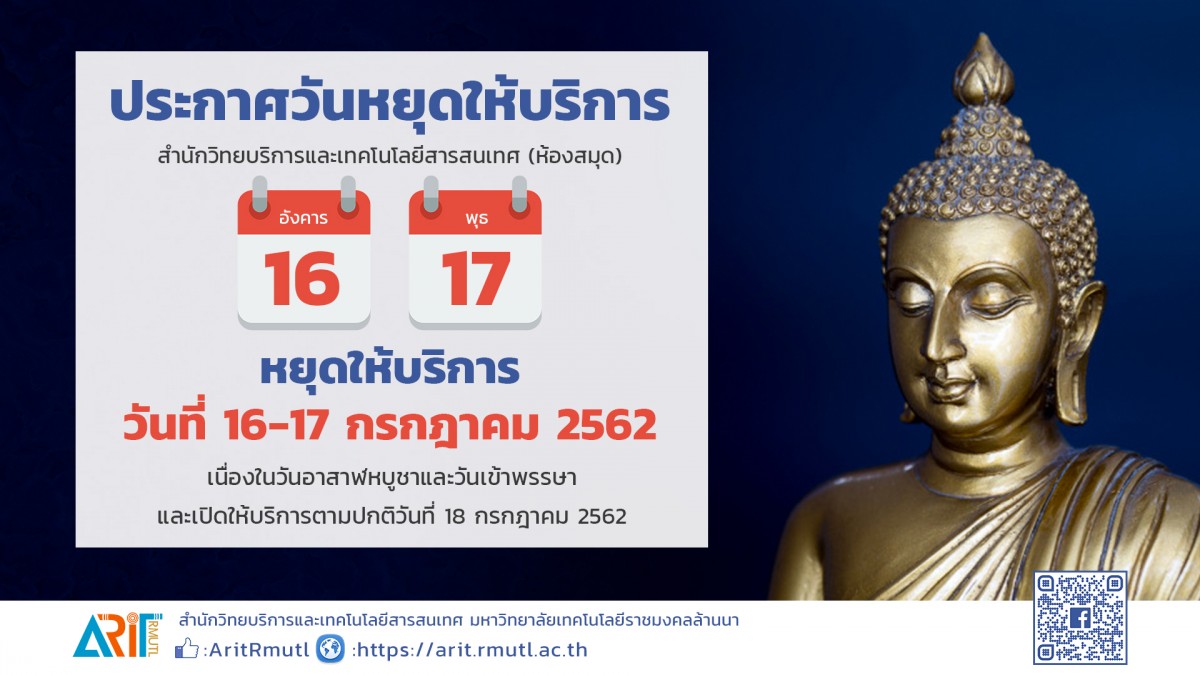 ประกาศวันหยุดให้บริการ
สำนักวิทยบริการและเทคโนโลยีสารสนเทศ (ห้องสมุด)
อังคาร พุธ
16 17
หยุดให้บริการ
วันที่ 16-17 กรกฎาคม 2562
เนื่องในวันอาสาฬหบูชาและวันเข้าพรรษา
และเปิดให้บริการตามปกติวันที่ 18 กรกฎาคม 2562
ARIT RMUTL
สำนักวิทยบริการและเทคโนโลยีสารสนเทศ มหาวิทยาลัยเทคโนโลยีราชมงคลล้านนา
:AritRmutl :https://arit.rmutl.ac.th